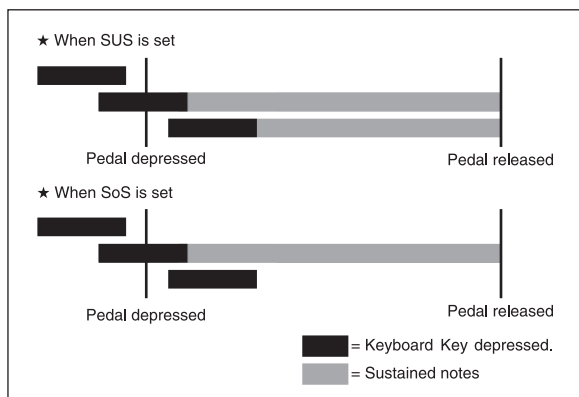 ★ When SUS is set
Pedal depressed Pedal released
★ When SoS is set
Pedal depressed Pedal released
= Keyboard Key depressed.
= Sustained notes